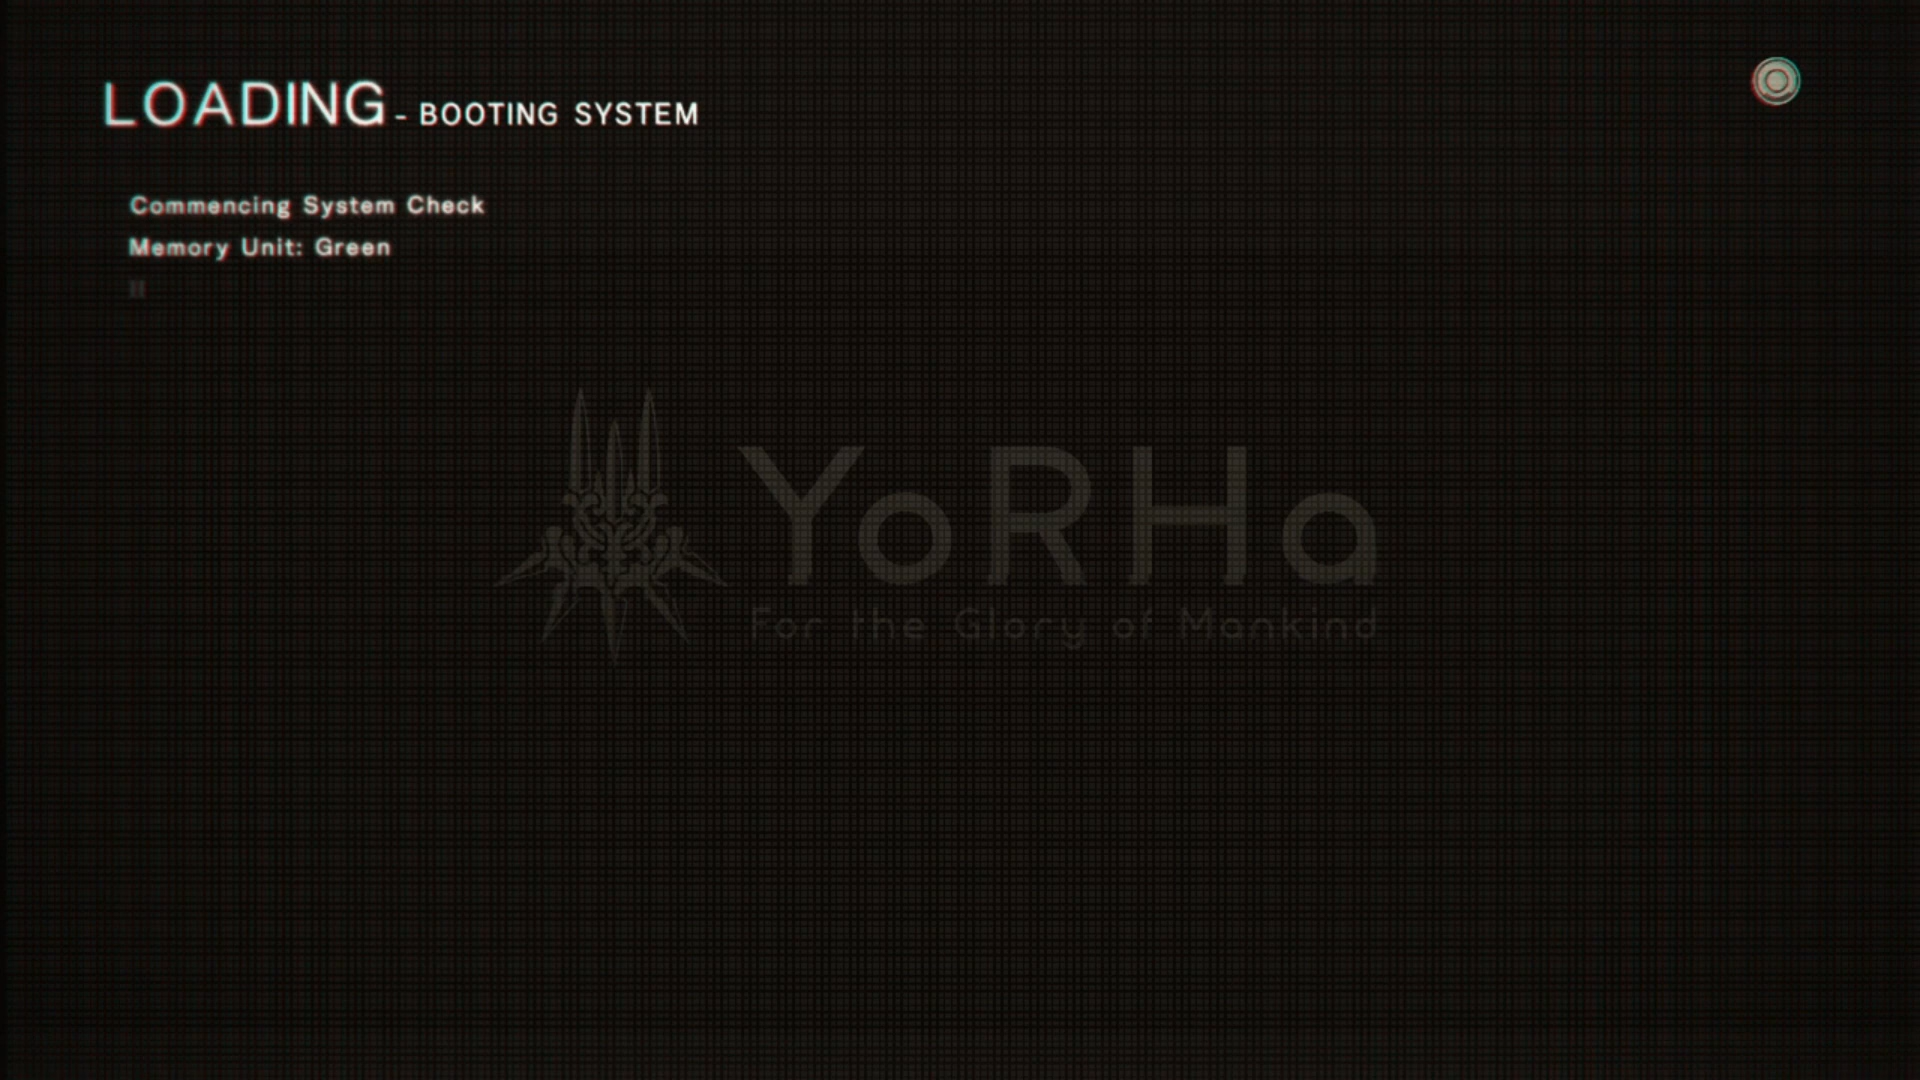 LOADING - BOOTING SYSTEM
Commencing System Check
Memory Unit: Green
YoRHa
For the Glory of Mankind